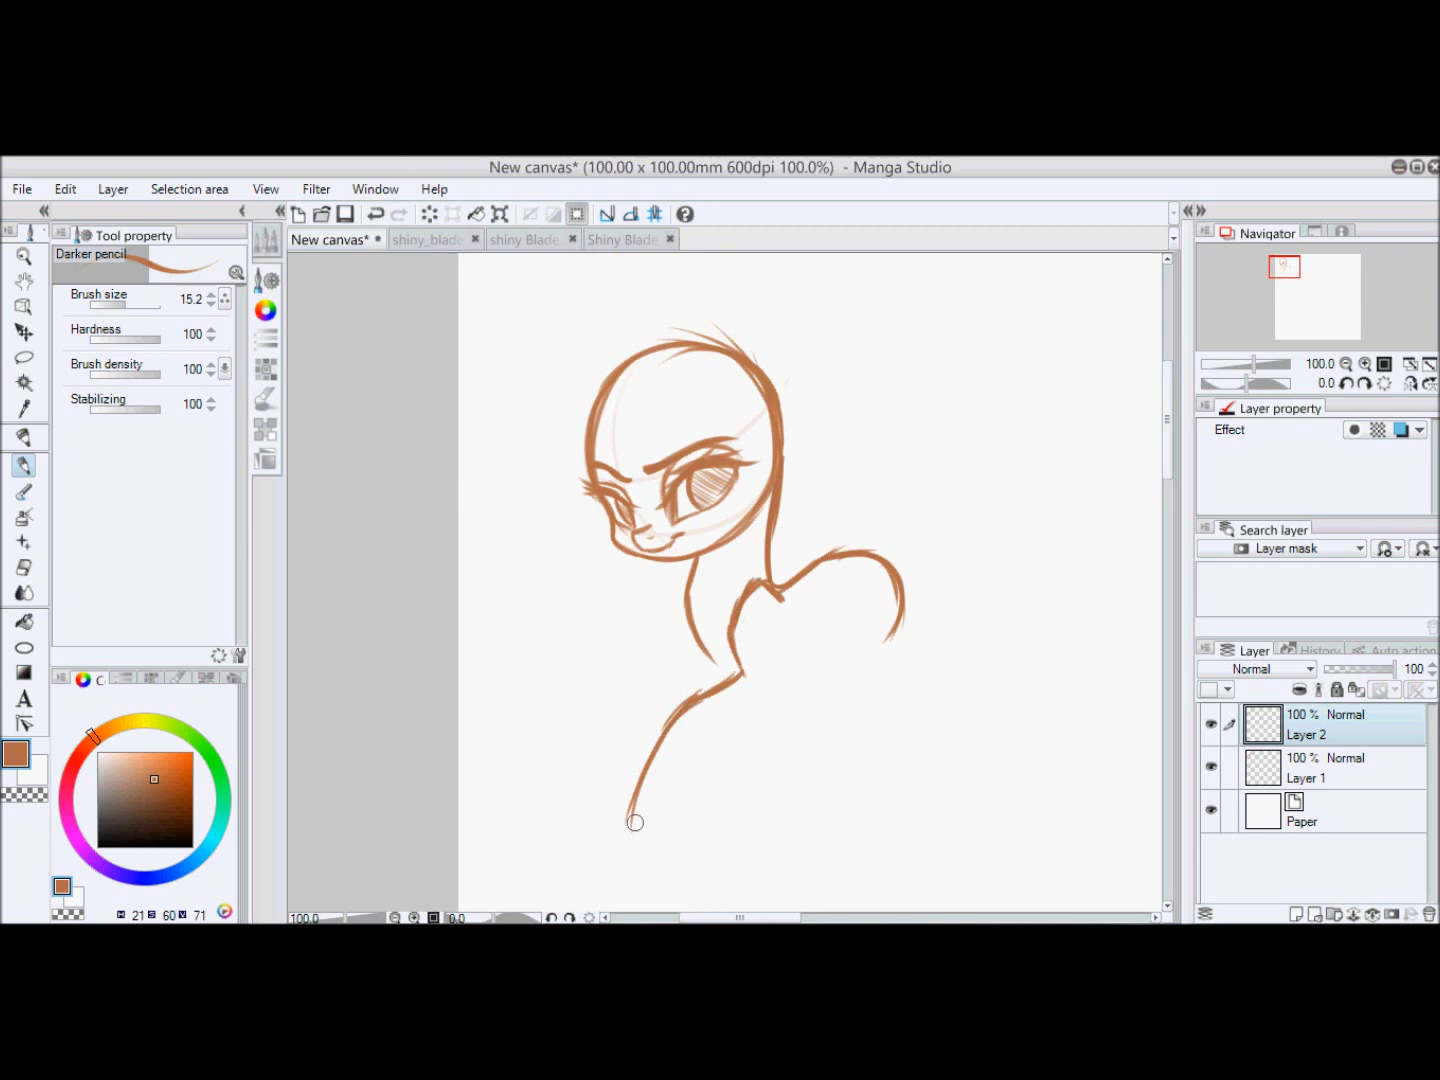 New canvas* (100.00 x 100.00mm 600dpi 100.0%) - Manga Studio
File Edit Layer Selection area View Filter Window Help
Tool property
New canvas* shiny_blade shiny Blade Shiny Blade
Navigator
Darker pencil
Brush size 15.2
Hardness 100
Brush density 100
Stabilizing 100
100.0
0.0
Layer property
Effect
Search layer
Layer mask
Layer History Auto action
Normal 100
100 % Normal
Layer 2
100 % Normal
Layer 1
Paper
C
A
H 21 S 60 V 71
100.0 0.0